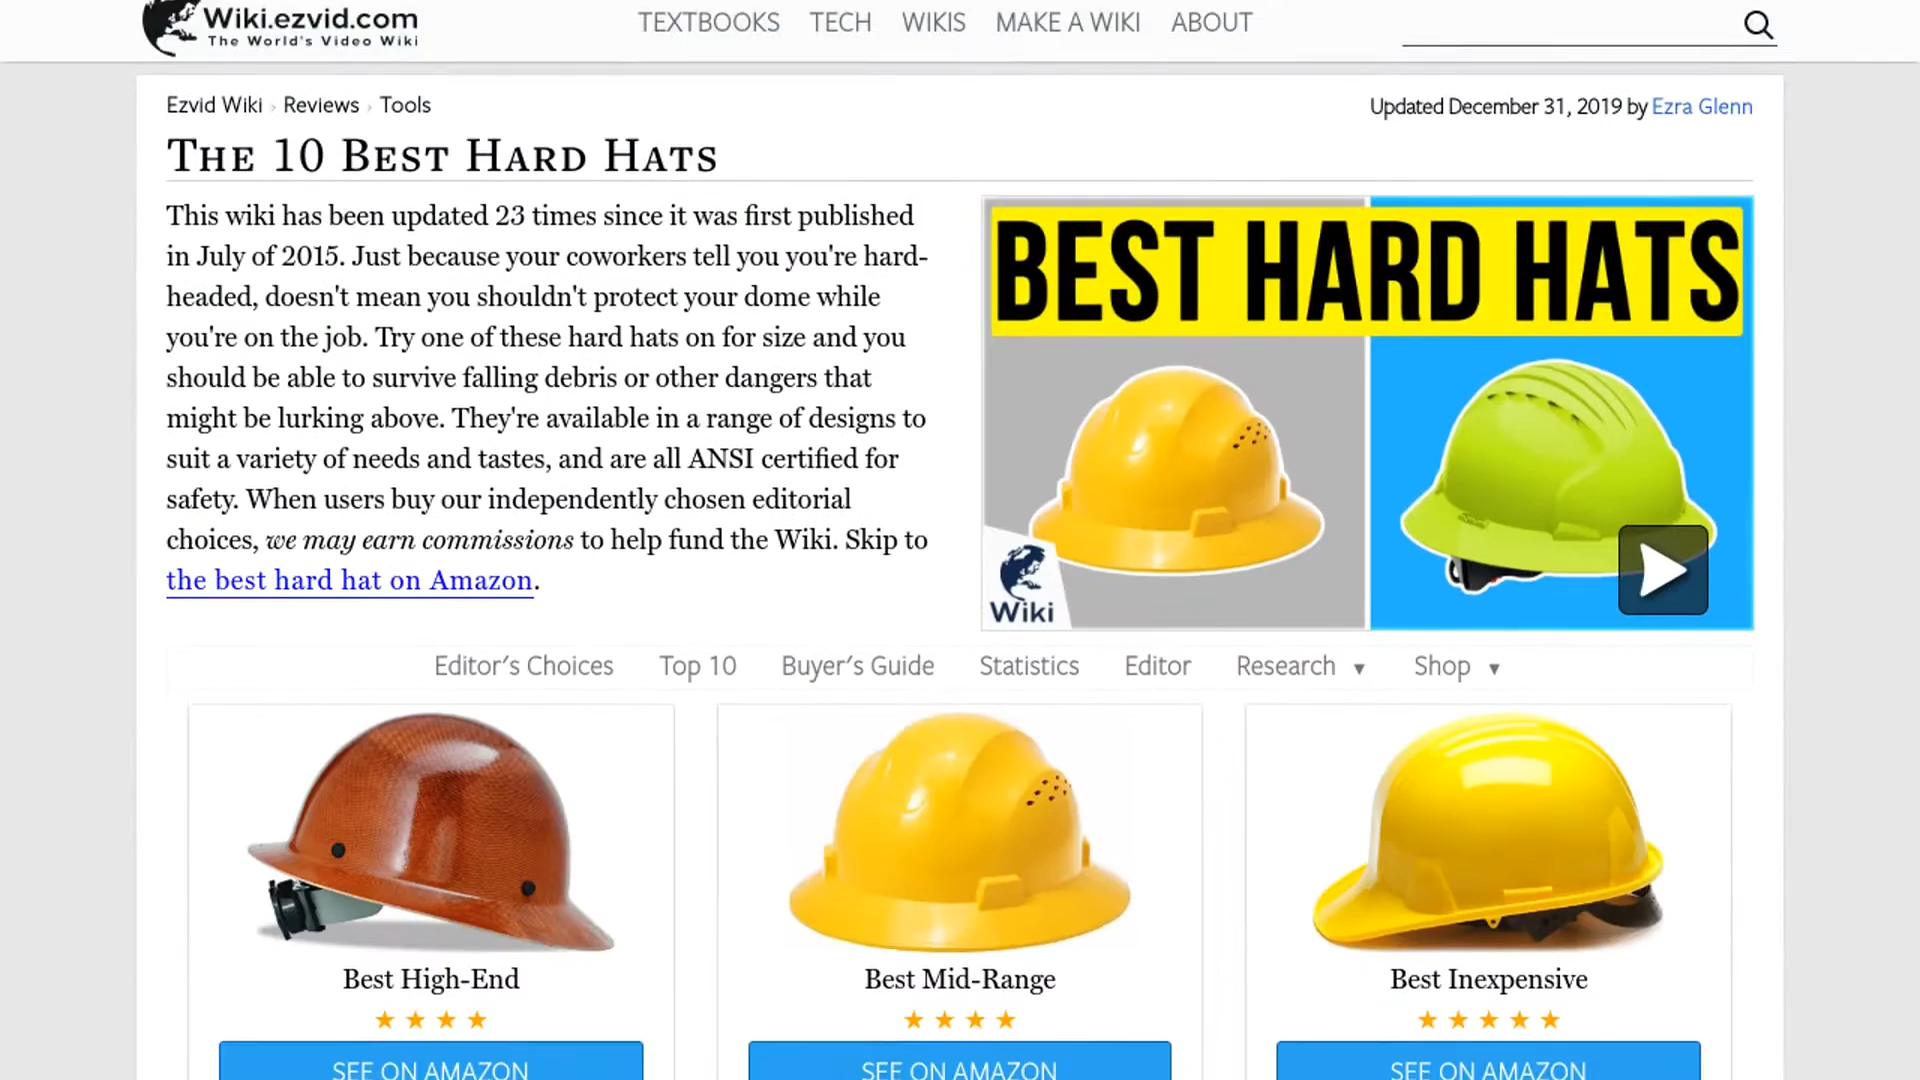 Wiki.ezvid.com
The World's Video Wiki
TEXTBOOKS TECH WIKIS MAKE A WIKI ABOUT
Ezvid Wiki › Reviews › Tools
Updated December 31, 2019 by Ezra Glenn
THE 10 BEST HARD HATS
This wiki has been updated 23 times since it was first published
in July of 2015. Just because your coworkers tell you you're hard-
headed, doesn't mean you shouldn't protect your dome while
you're on the job. Try one of these hard hats on for size and you
should be able to survive falling debris or other dangers that
might be lurking above. They're available in a range of designs to
suit a variety of needs and tastes, and are all ANSI certified for
safety. When users buy our independently chosen editorial
choices, we may earn commissions to help fund the Wiki. Skip to
the best hard hat on Amazon.
BEST HARD HATS
Wiki
Editor's Choices Top 10 Buyer's Guide Statistics Editor Research ▼ Shop ▼
Best High-End
Best Mid-Range
Best Inexpensive
SEE ON AMAZON
SEE ON AMAZON
SEE ON AMAZON